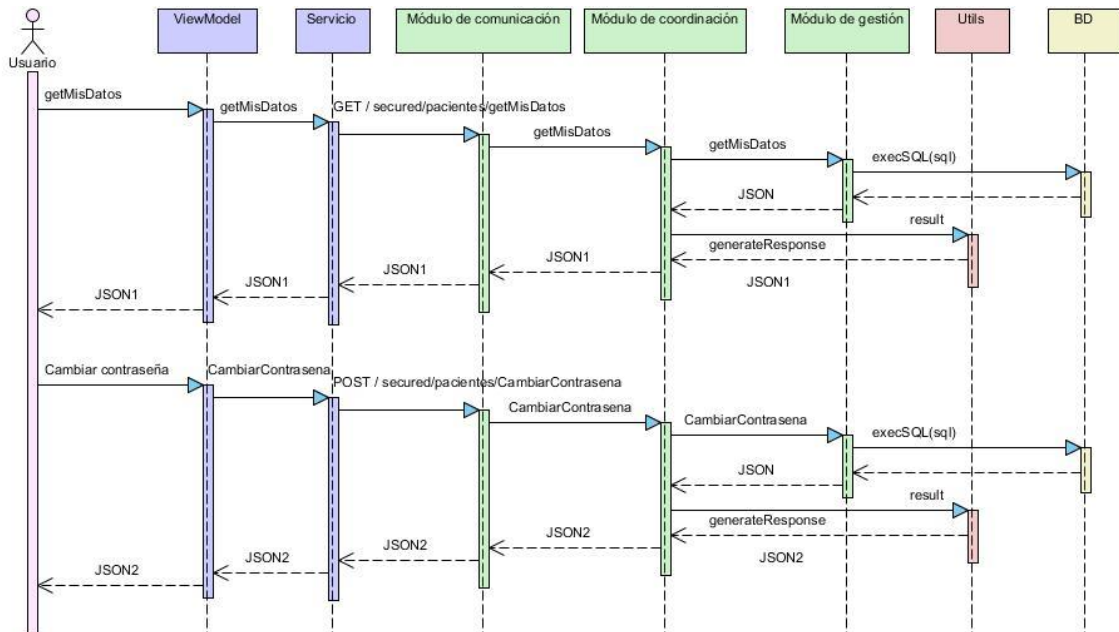 ViewModel
Servicio
Módulo de comunicación
Módulo de coordinación
Módulo de gestión
Utils
BD
Usuario
getMisDatos
getMisDatos
GET / secured/pacientes/getMisDatos
getMisDatos
getMisDatos
execSQL(sql)
JSON
result
generateResponse
JSON1
JSON1
JSON1
JSON1
JSON1
Cambiar contraseña
CambiarContrasena
POST / secured/pacientes/CambiarContrasena
CambiarContrasena
CambiarContrasena
execSQL(sql)
JSON
result
generateResponse
JSON2
JSON2
JSON2
JSON2
JSON2